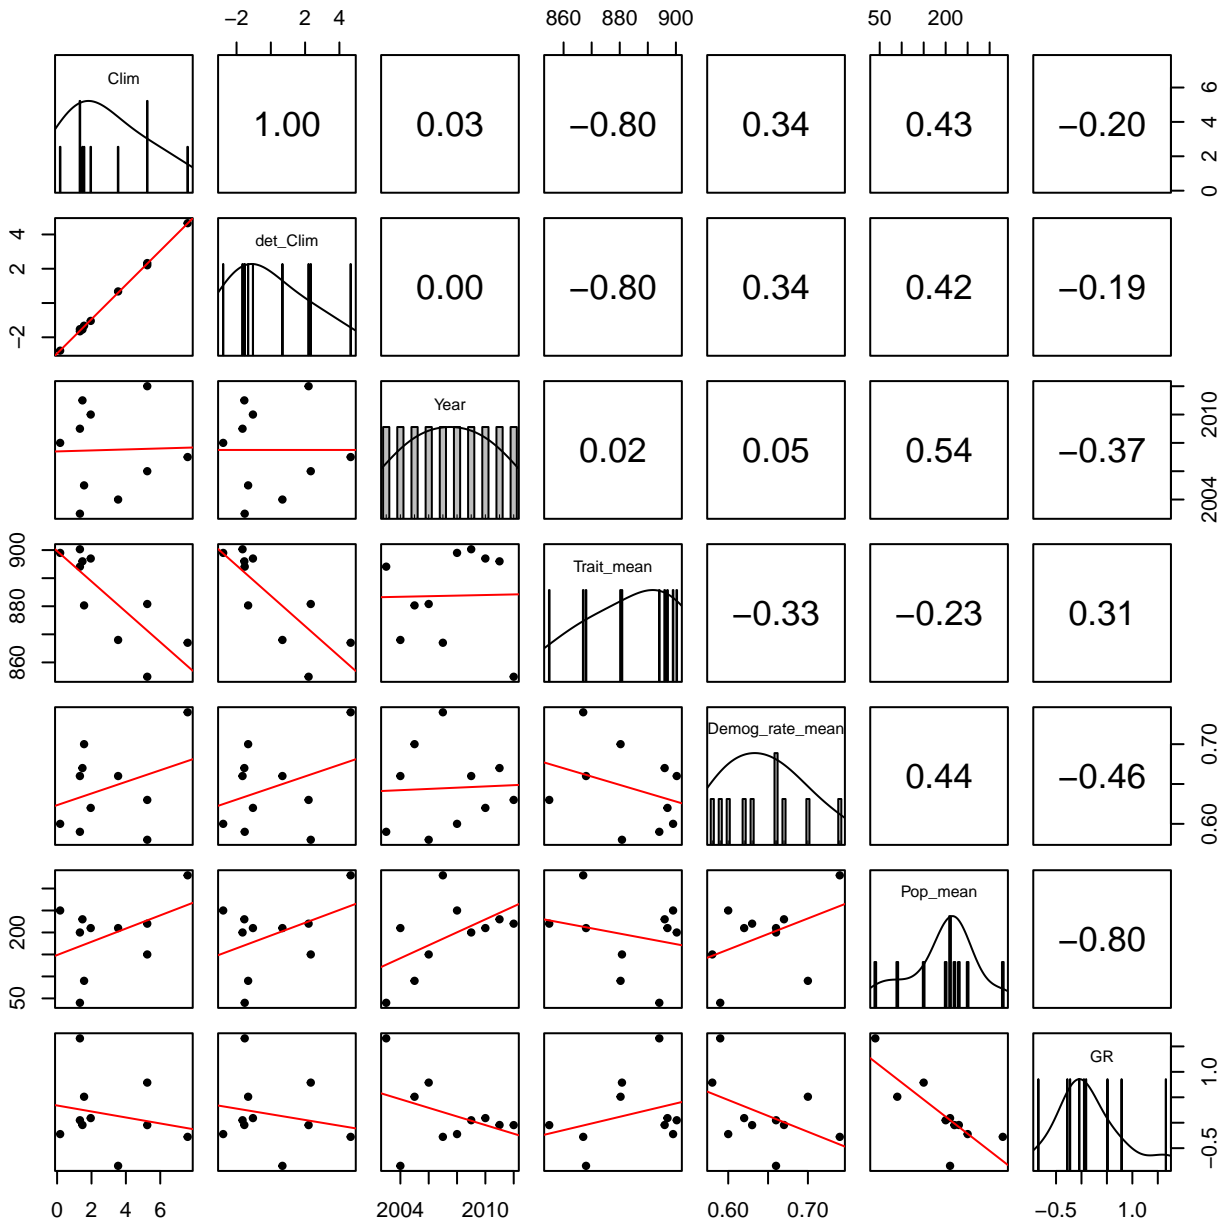 −2 2 4 860 880 900 50 200
Clim 1.00 0.03 −0.80 0.34 0.43 −0.20 0 2 4 6
−2 2 4 det_Clim 0.00 −0.80 0.34 0.42 −0.19
Year 0.02 0.05 0.54 −0.37 2004 2010
860 880 900 Trait_mean −0.33 −0.23 0.31
Demog_rate_mean 0.44 −0.46 0.60 0.70
50 200 Pop_mean −0.80
GR −0.5 1.0
0 2 4 6 2004 2010 0.60 0.70 −0.5 1.0